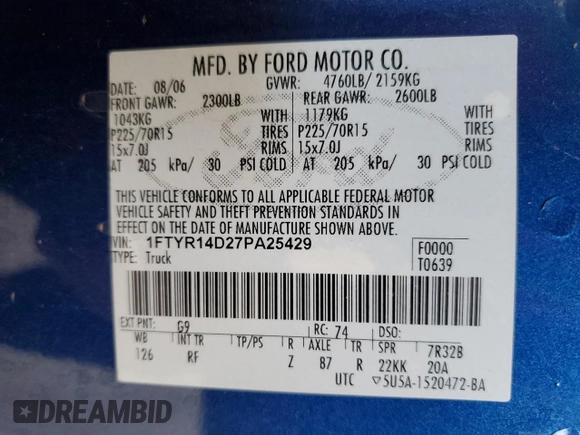 MFD. BY FORD MOTOR CO.
DATE: 08/06 GVWR: 4760LB/ 2159KG
FRONT GAWR: 2300LB REAR GAWR: 2600LB
1043KG WITH 1179KG WITH
P225/70R15 TIRES P225/70R15 TIRES
15x7.0J RIMS 15x7.0J RIMS
AT 205 kPa/ 30 PSI COLD AT 205 kPa/ 30 PSI COLD
THIS VEHICLE CONFORMS TO ALL APPLICABLE FEDERAL MOTOR
VEHICLE SAFETY AND THEFT PREVENTION STANDARDS IN
EFFECT ON THE DATE OF MANUFACTURE SHOWN ABOVE.
VIN: 1FTYR14D27PA25429 F0000
TYPE: Truck T0639
EXT PNT: G9 RC: 74 DSO:
WB INT TR TP/PS R AXLE TR SPR 7R32B
126 RF Z 87 R 22KK 20A
UTC ▽5U5A-1520472-BA
Ford
DREAMBID